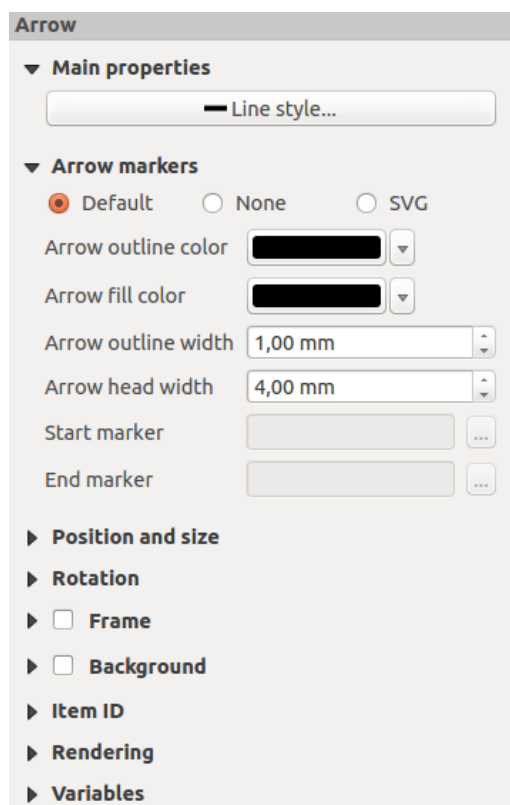 Arrow
Main properties
Line style...
Arrow markers
Default None SVG
Arrow outline color
Arrow fill color
Arrow outline width 1,00 mm
Arrow head width 4,00 mm
Start marker ...
End marker ...
Position and size
Rotation
Frame
Background
Item ID
Rendering
Variables